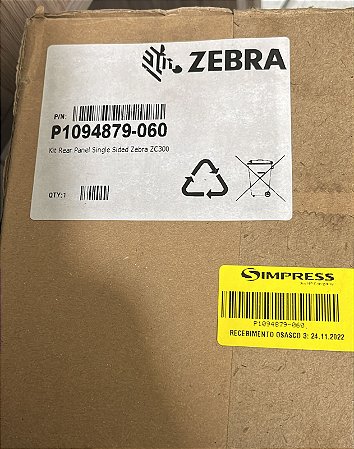 ZEBRA
P/N:
P1094879-060
Kit Rear Panel Single Sided Zebra ZC300
QTY:1
SIMPRESS
P1094879-060
RECEBIMENTO OSASCO 3: 24.11.2022